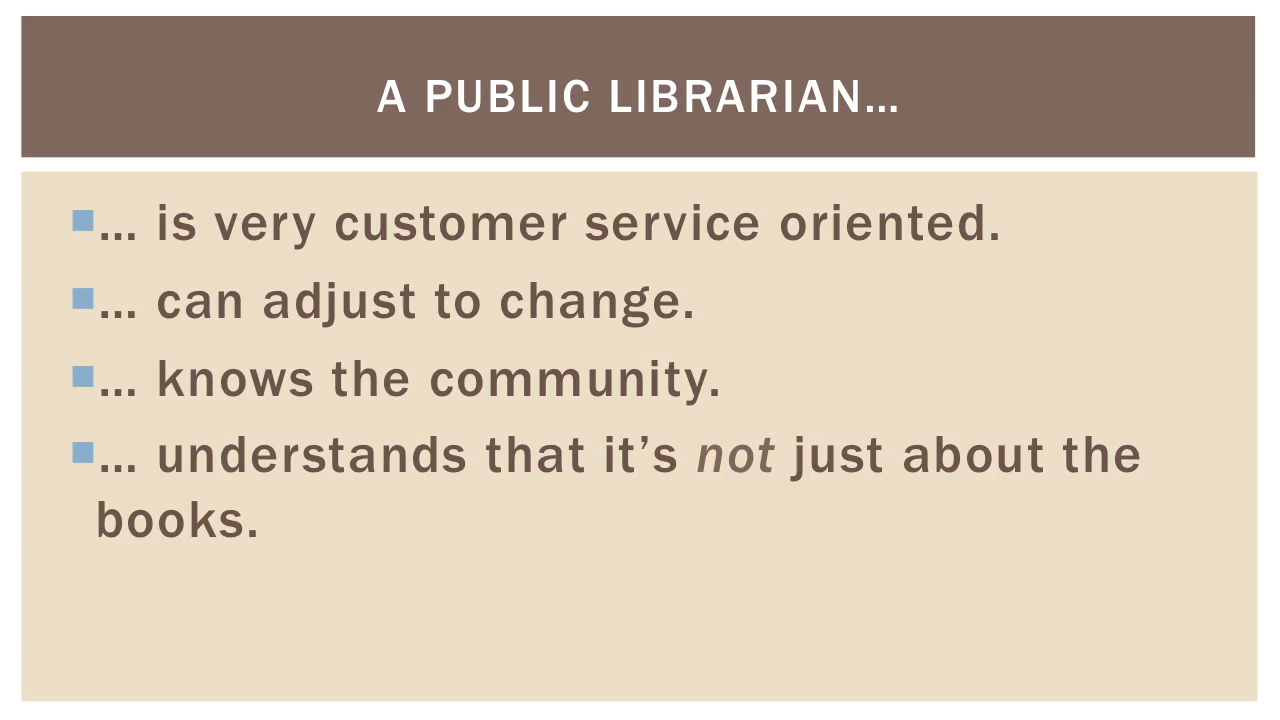 A PUBLIC LIBRARIAN…
… is very customer service oriented.
… can adjust to change.
… knows the community.
… understands that it’s not just about the
books.